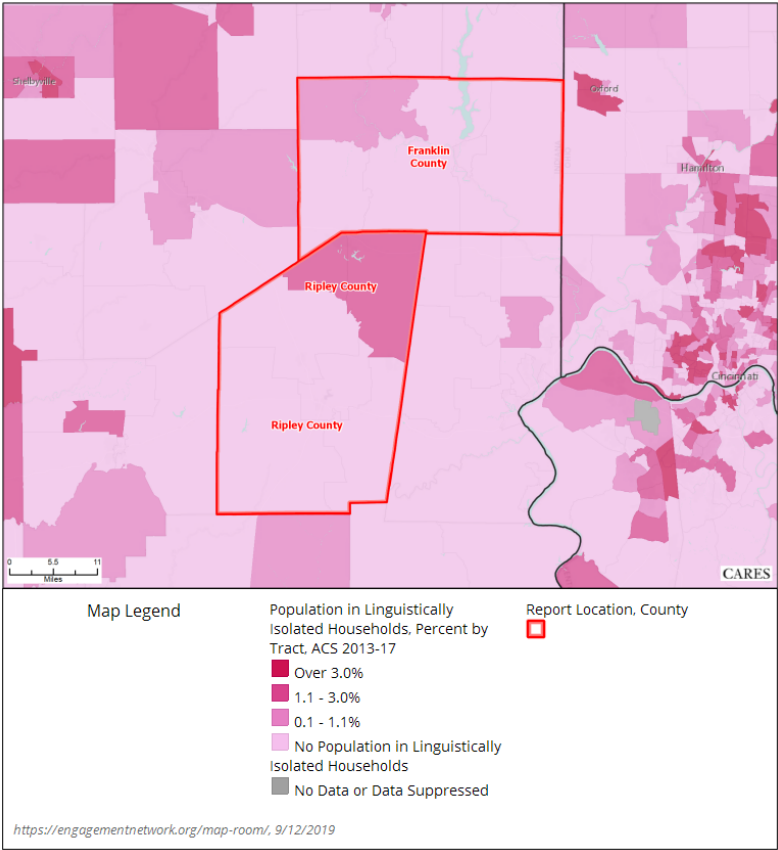 Shelbyville
Oxford
Franklin
County
Hamilton
Ripley County
Cincinnati
Ripley County
0 5.5 11
Miles
CARES
Map Legend
Population in Linguistically
Isolated Households, Percent by
Tract, ACS 2013-17
Over 3.0%
1.1 - 3.0%
0.1 - 1.1%
No Population in Linguistically
Isolated Households
No Data or Data Suppressed
Report Location, County
https://engagementnetwork.org/map-room/, 9/12/2019